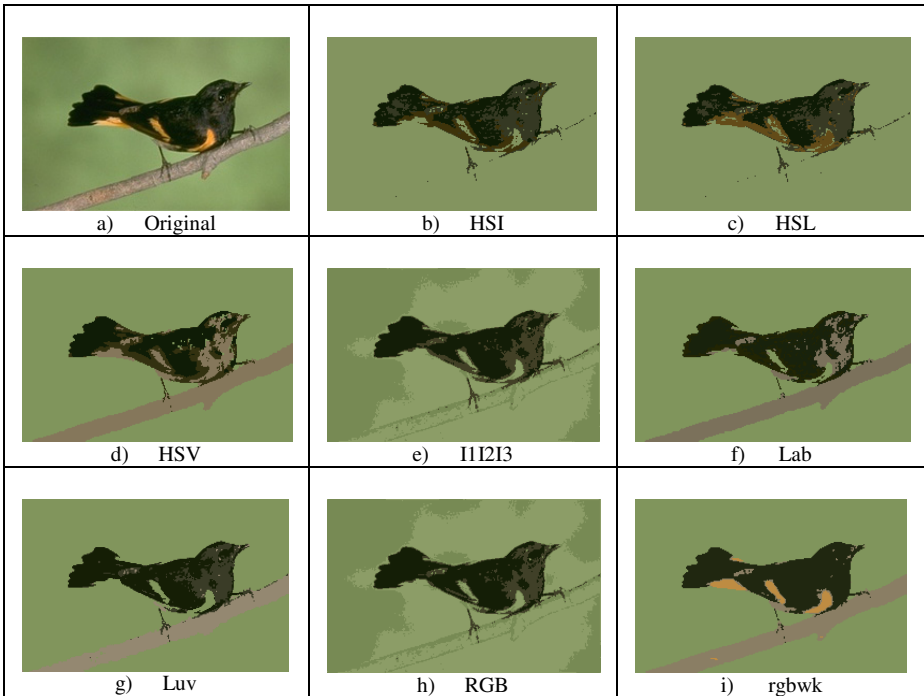 a) Original
b) HSI
c) HSL
d) HSV
e) I1I2I3
f) Lab
g) Luv
h) RGB
i) rgbwk